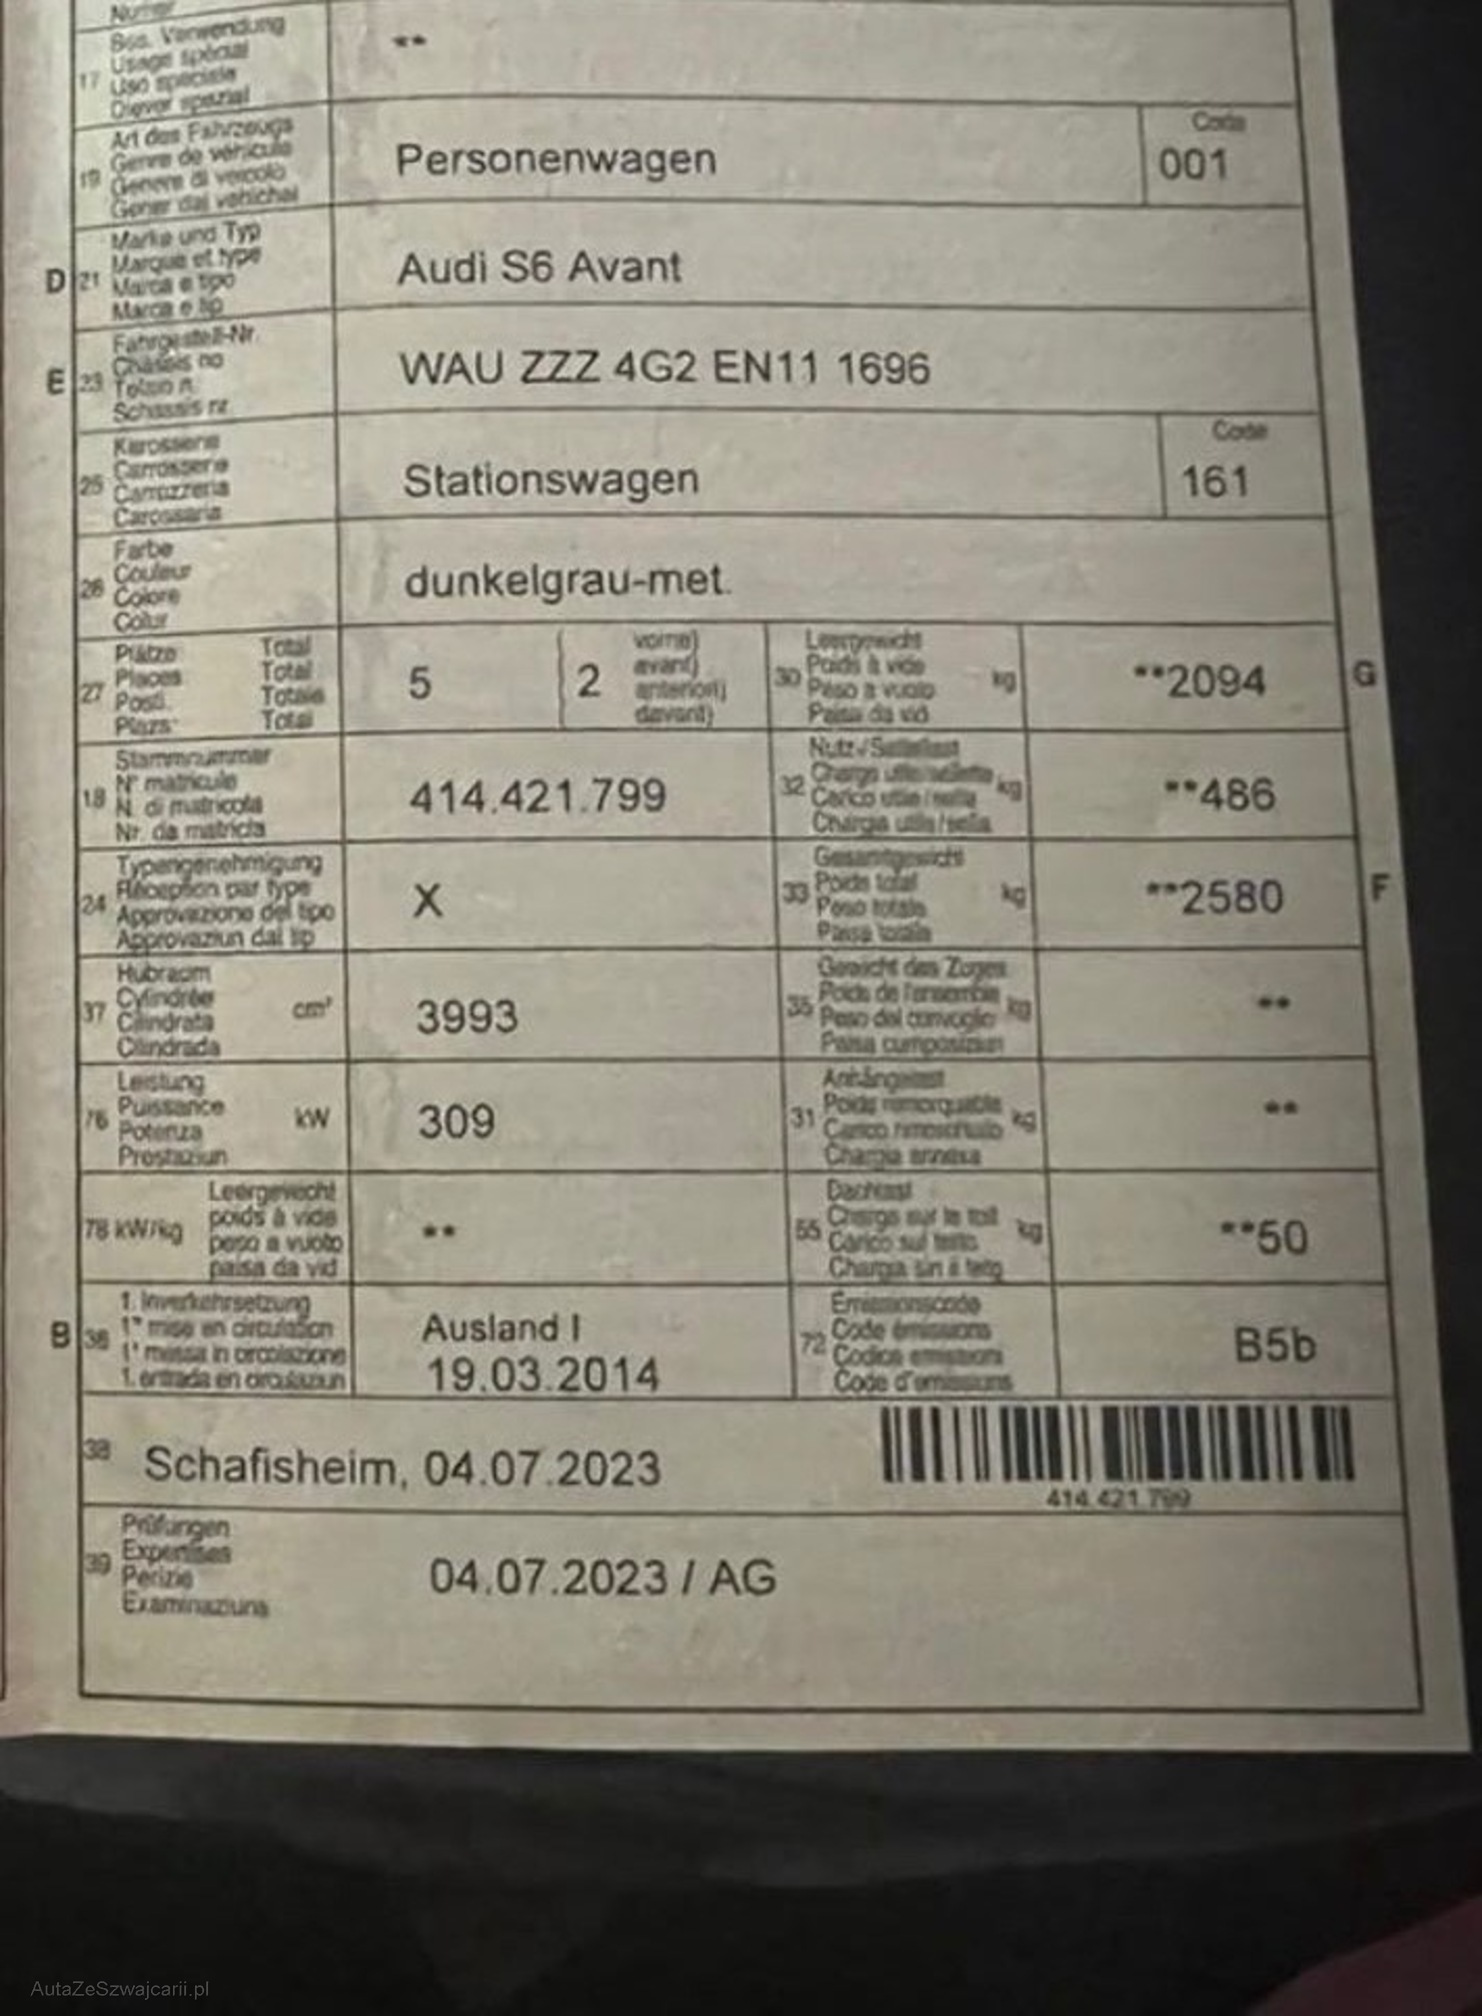 Numer
17 Bes. Verwendung
Usage spécial
Uso speciale
Diever spezial
**
19 Art des Fahrzeugs
Genre de véhicule
Genere di veicolo
Gener dal vehichel
Personenwagen
Code
001
D 21 Marke und Typ
Marque et type
Marca e tipo
Marca e tip
Audi S6 Avant
E 23 Fahrgestell-Nr.
Châssis no
Telaio n.
Schassis nr.
WAU ZZZ 4G2 EN11 1696
25 Karosserie
Carrosserie
Carrozzeria
Carossaria
Stationswagen
Code
161
26 Farbe
Couleur
Colore
Colur
dunkelgrau-met.
27 Plätze Total
Places Total
Posti Totale
Plazs Total
5 ( 2 vorne)
avant)
anteriori)
davant)
30 Leergewicht
Poids à vide
Peso a vuoto
Paisa da vid
kg
**2094 G
18 Stammnummer
N° matricule
N. di matricola
Nr. da matricla
414.421.799
32 Nutz-/Sattellast
Charge utile/sellette
Carico utile/sella
Chargia utila/sella
kg
**486
24 Typengenehmigung
Réception par type
Approvazione del tipo
Approvaziun dal tip
X
33 Gesamtgewicht
Poids total
Peso totale
Paisa totala
kg
**2580 F
37 Hubraum
Cylindrée
Cilindrata
Cilindrada
cm³
3993
35 Gewicht des Zuges
Poids de l'ensemble
Peso del convoglio
Paisa cumposiziun
kg
**
76 Leistung
Puissance
Potenza
Prestaziun
kW
309
31 Anhängelast
Poids remorquable
Carico rimorchiato
Chargia annexa
kg
**
78 kW/kg Leergewicht
poids à vide
peso a vuoto
paisa da vid
**
55 Dachlast
Charge sur le toit
Carico sul tetto
Chargia sin il tetg
kg
**50
B 36 1. Inverkehrsetzung
1re mise en circulation
1a messa in circolazione
1. entrada en circulaziun
Ausland I
19.03.2014
72 Emissionscode
Code émissions
Codice emissioni
Code d'emissiuns
B5b
38 Schafisheim, 04.07.2023
414.421.799
39 Prüfungen
Expertises
Perizie
Examinaziuns
04.07.2023 / AG
AutaZeSzwajcarii.pl